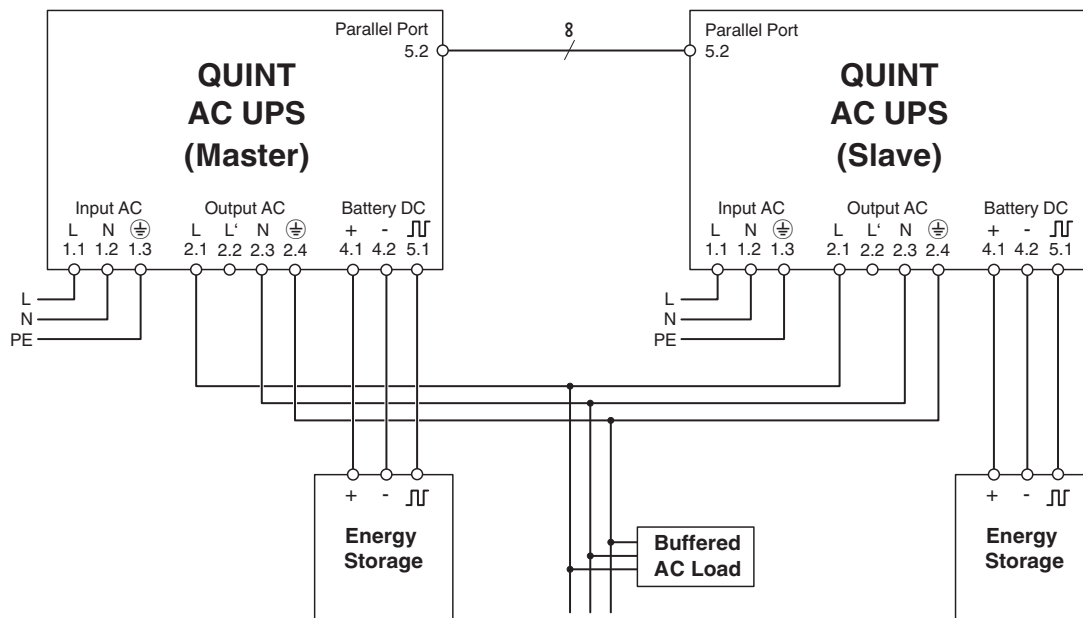 Parallel Port
5.2
8
Parallel Port
5.2
QUINT
AC UPS
(Master)
QUINT
AC UPS
(Slave)
Input AC Output AC Battery DC
L N L L‘ N + -
1.1 1.2 1.3 2.1 2.2 2.3 2.4 4.1 4.2 5.1
Input AC Output AC Battery DC
L N L L‘ N + -
1.1 1.2 1.3 2.1 2.2 2.3 2.4 4.1 4.2 5.1
L
N
PE
L
N
PE
+ -
Energy
Storage
Buffered
AC Load
+ -
Energy
Storage